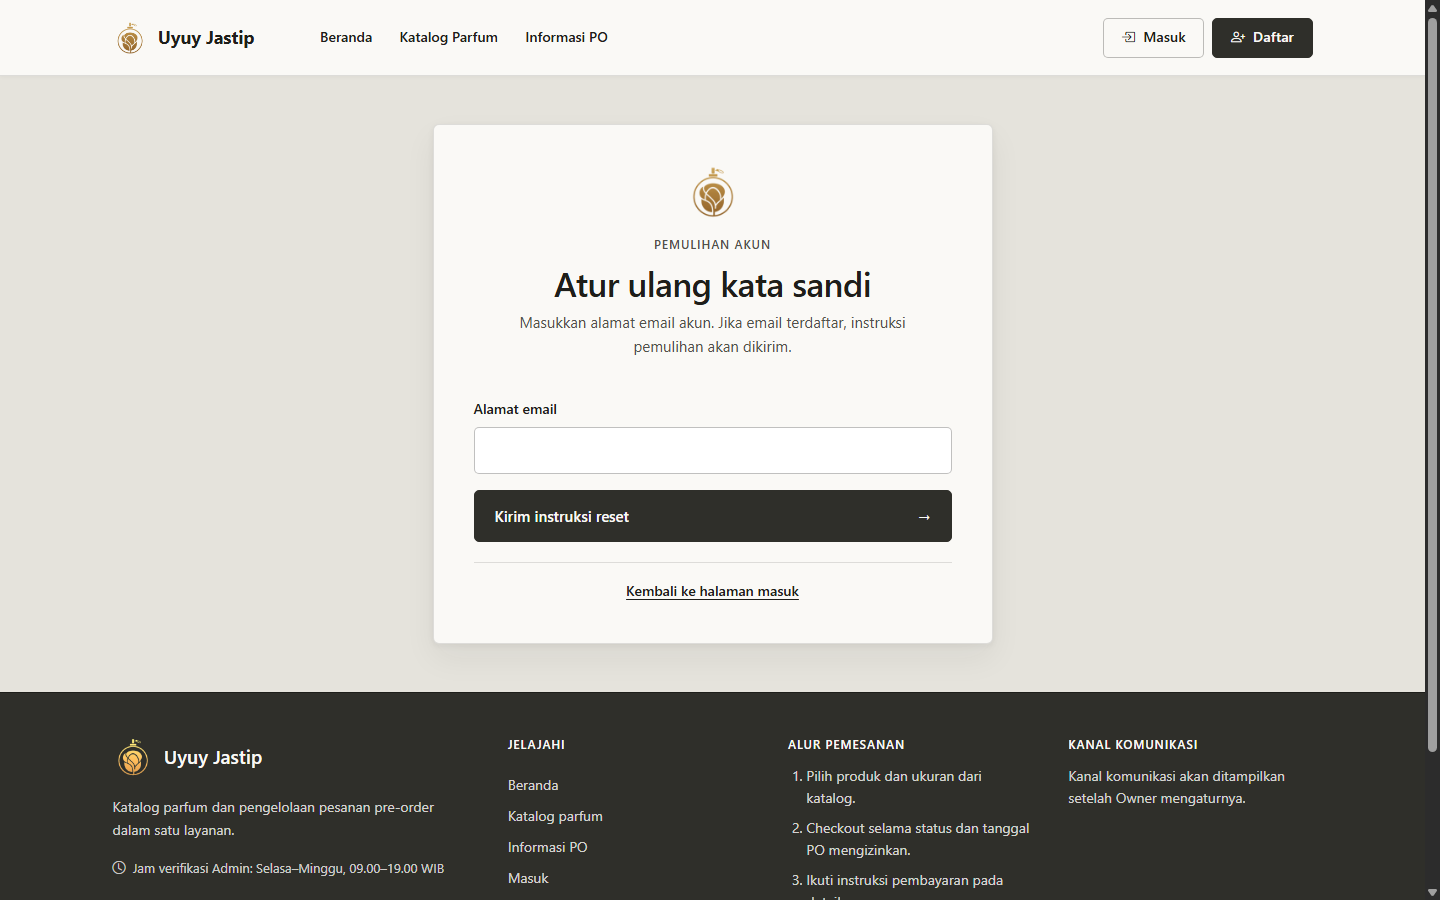 Uyuy Jastip
Beranda
Katalog Parfum
Informasi PO
Masuk
Daftar
PEMULIHAN AKUN
Atur ulang kata sandi
Masukkan alamat email akun. Jika email terdaftar, instruksi
pemulihan akan dikirim.
Alamat email
Kirim instruksi reset →
Kembali ke halaman masuk
Uyuy Jastip
Katalog parfum dan pengelolaan pesanan pre-order
dalam satu layanan.
Jam verifikasi Admin: Selasa–Minggu, 09.00–19.00 WIB
JELAJAHI
Beranda
Katalog parfum
Informasi PO
Masuk
ALUR PEMESANAN
1. Pilih produk dan ukuran dari
katalog.
2. Checkout selama status dan tanggal
PO mengizinkan.
3. Ikuti instruksi pembayaran pada
KANAL KOMUNIKASI
Kanal komunikasi akan ditampilkan
setelah Owner mengaturnya.